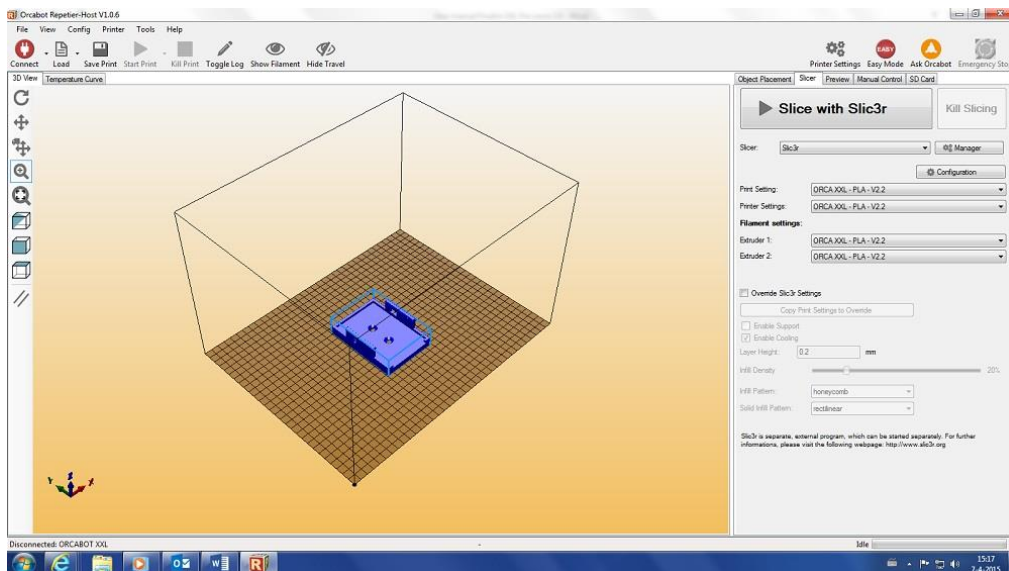 Orcabot Repetier-Host V1.0.6
File View Config Printer Tools Help
Connect Load Save Print Start Print Kill Print Toggle Log Show Filament Hide Travel Printer Settings Easy Mode Ask Orcabot Emergency Sto
EASY
3D View Temperature Curve
Object Placement Slicer Preview Manual Control SD Card
Slice with Slic3r
Kill Slicing
Slicer: Slic3r Manager
Configuration
Print Setting: ORCA XXL - PLA - V2.2
Printer Settings: ORCA XXL - PLA - V2.2
Filament settings:
Extruder 1: ORCA XXL - PLA - V2.2
Extruder 2: ORCA XXL - PLA - V2.2
Override Slic3r Settings
Copy Print Settings to Override
Enable Support
Enable Cooling
Layer Height: 0.2 mm
Infill Density 20%
Infill Pattern: honeycomb
Solid Infill Pattern: rectilinear
Slic3r is separate, external program, which can be started separately. For further
informations, please visit the following webpage: http://www.slic3r.org
Y Z X
Disconnected: ORCABOT XXL - Idle
15:17
2-4-2015